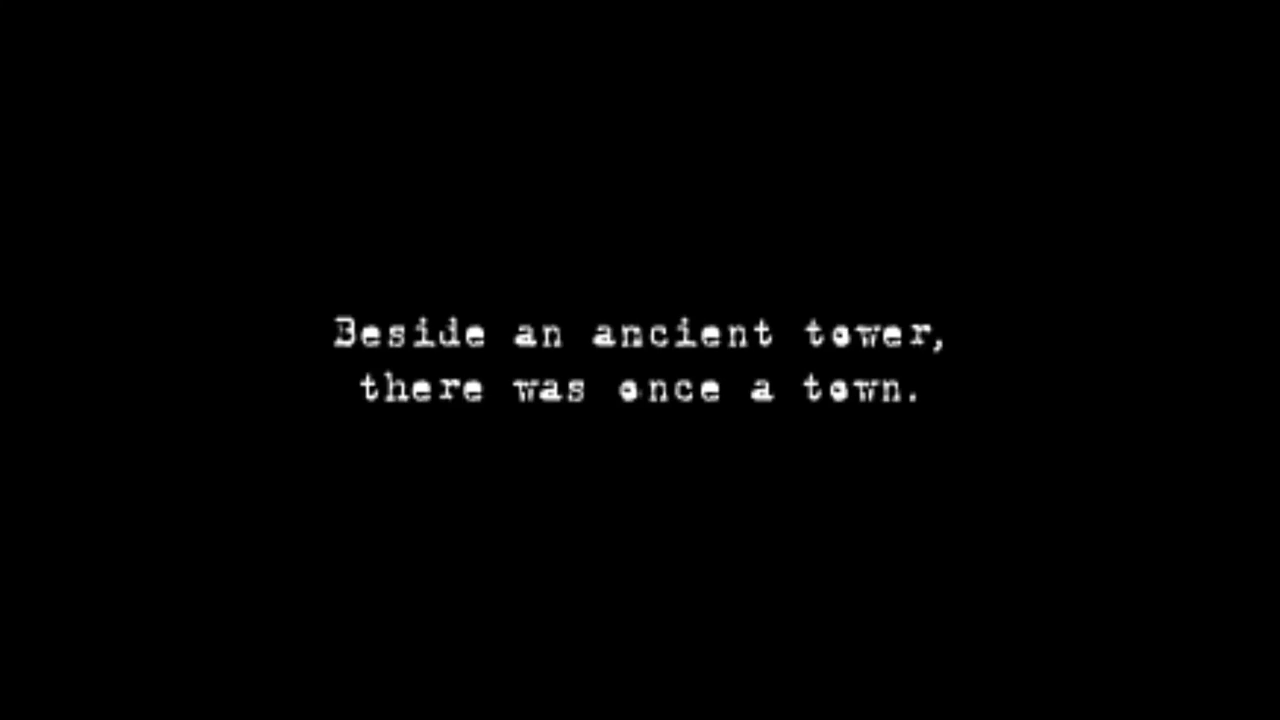 Beside an ancient tower,
there was once a town.